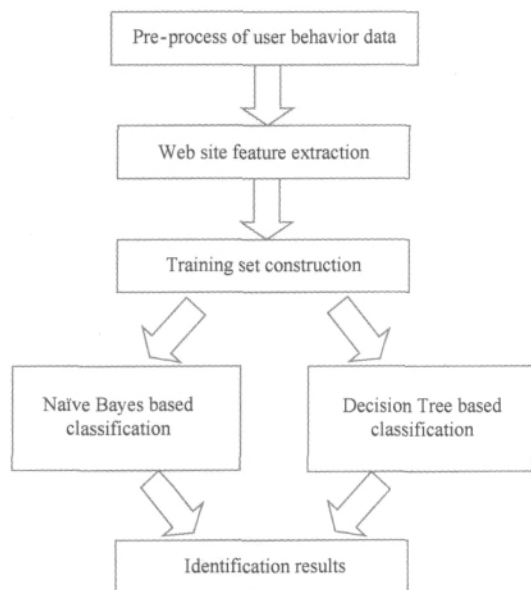 Pre-process of user behavior data
Web site feature extraction
Training set construction
Naïve Bayes based
classification
Decision Tree based
classification
Identification results